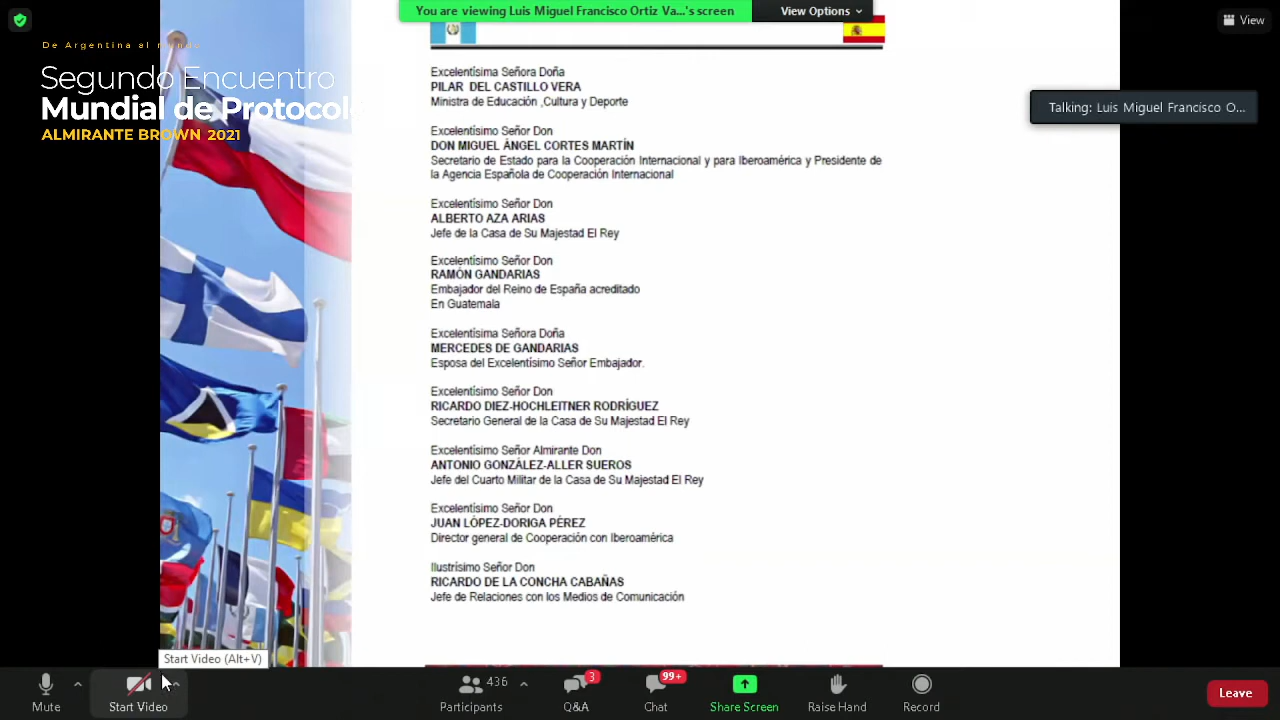 You are viewing Luis Miguel Francisco Ortiz Va...'s screen
View Options
View
De Argentina al mundo
Segundo Encuentro
Mundial de Protocolo
ALMIRANTE BROWN 2021
Talking: Luis Miguel Francisco O...
Excelentísima Señora Doña
PILAR DEL CASTILLO VERA
Ministra de Educación ,Cultura y Deporte
Excelentísimo Señor Don
DON MIGUEL ÁNGEL CORTES MARTÍN
Secretario de Estado para la Cooperación Internacional y para Iberoamérica y Presidente de
la Agencia Española de Cooperación Internacional
Excelentísimo Señor Don
ALBERTO AZA ARIAS
Jefe de la Casa de Su Majestad El Rey
Excelentísimo Señor Don
RAMÓN GANDARIAS
Embajador del Reino de España acreditado
En Guatemala
Excelentísima Señora Doña
MERCEDES DE GANDARIAS
Esposa del Excelentísimo Señor Embajador.
Excelentísimo Señor Don
RICARDO DIEZ-HOCHLEITNER RODRÍGUEZ
Secretario General de la Casa de Su Majestad El Rey
Excelentísimo Señor Almirante Don
ANTONIO GONZÁLEZ-ALLER SUEROS
Jefe del Cuarto Militar de la Casa de Su Majestad El Rey
Excelentísimo Señor Don
JUAN LÓPEZ-DORIGA PÉREZ
Director general de Cooperación con Iberoamérica
Ilustrísimo Señor Don
RICARDO DE LA CONCHA CABAÑAS
Jefe de Relaciones con los Medios de Comunicación
Start Video (Alt+V)
Mute
Start Video
436
Participants
3
Q&A
99+
Chat
Share Screen
Raise Hand
Record
Leave